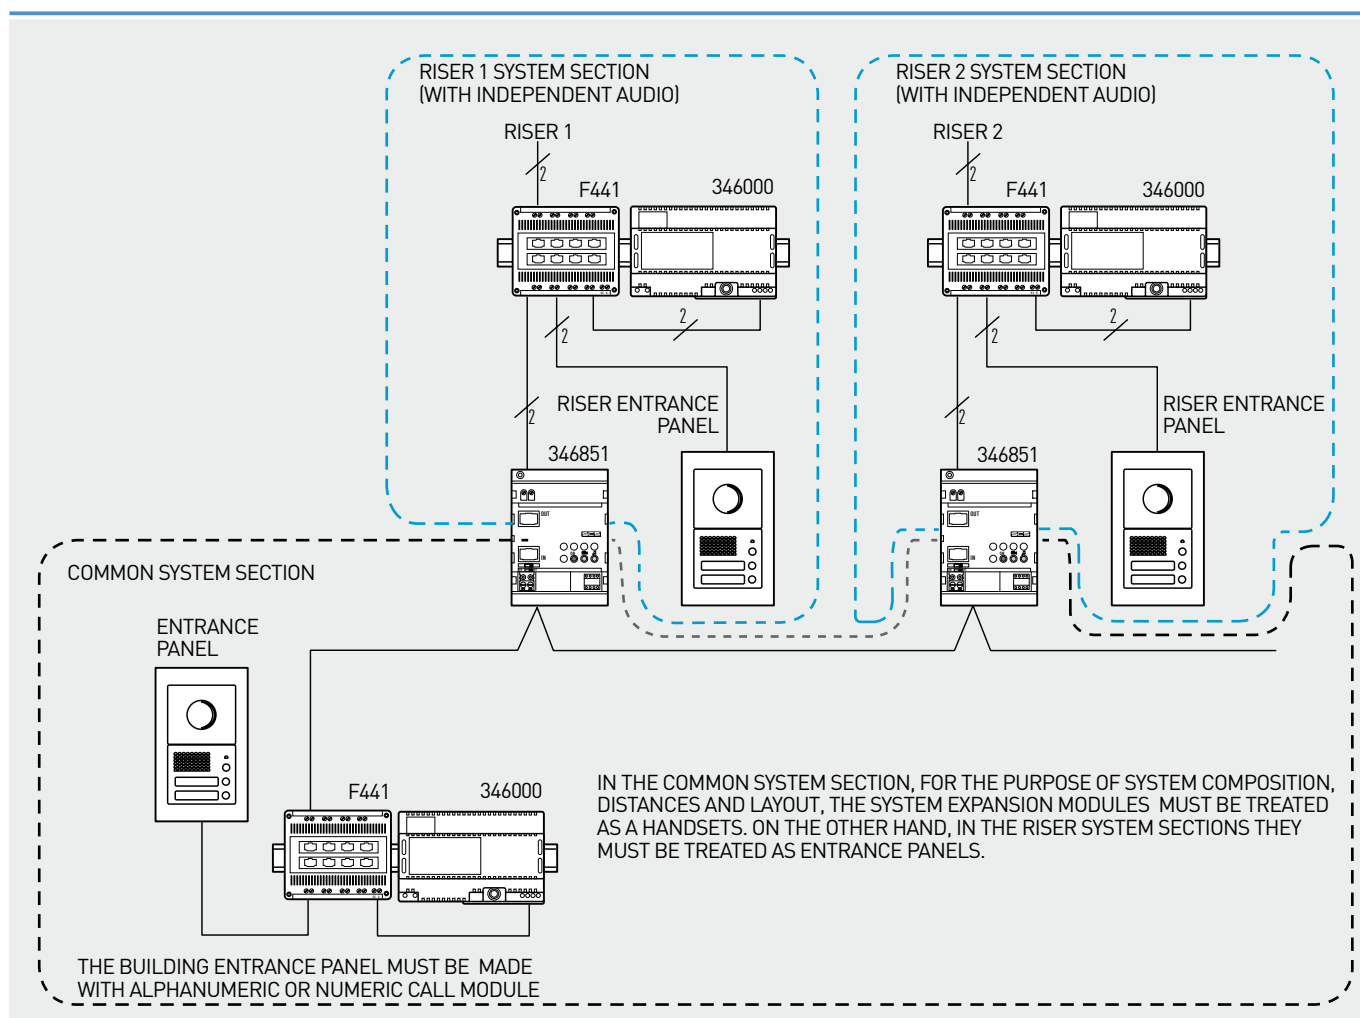 RISER 1 SYSTEM SECTION
(WITH INDEPENDENT AUDIO)
RISER 1
2
F441
346000
2
2
2
RISER ENTRANCE
PANEL
346851
OUT
IN
RISER 2 SYSTEM SECTION
(WITH INDEPENDENT AUDIO)
RISER 2
2
F441
346000
2
2
2
RISER ENTRANCE
PANEL
346851
OUT
IN
COMMON SYSTEM SECTION
ENTRANCE
PANEL
F441
346000
IN THE COMMON SYSTEM SECTION, FOR THE PURPOSE OF SYSTEM COMPOSITION,
DISTANCES AND LAYOUT, THE SYSTEM EXPANSION MODULES MUST BE TREATED
AS A HANDSETS. ON THE OTHER HAND, IN THE RISER SYSTEM SECTIONS THEY
MUST BE TREATED AS ENTRANCE PANELS.
THE BUILDING ENTRANCE PANEL MUST BE MADE
WITH ALPHANUMERIC OR NUMERIC CALL MODULE